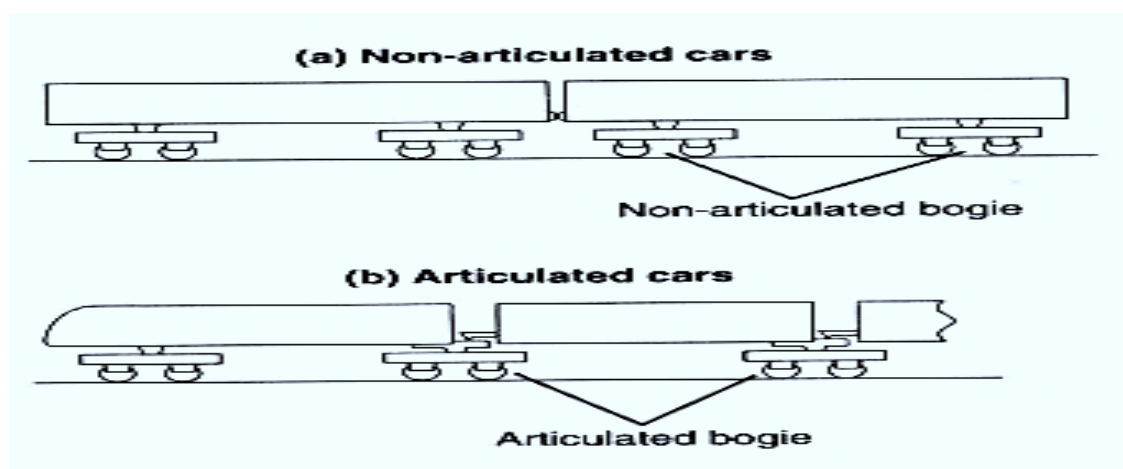 (a) Non-articulated cars
Non-articulated bogie
(b) Articulated cars
Articulated bogie